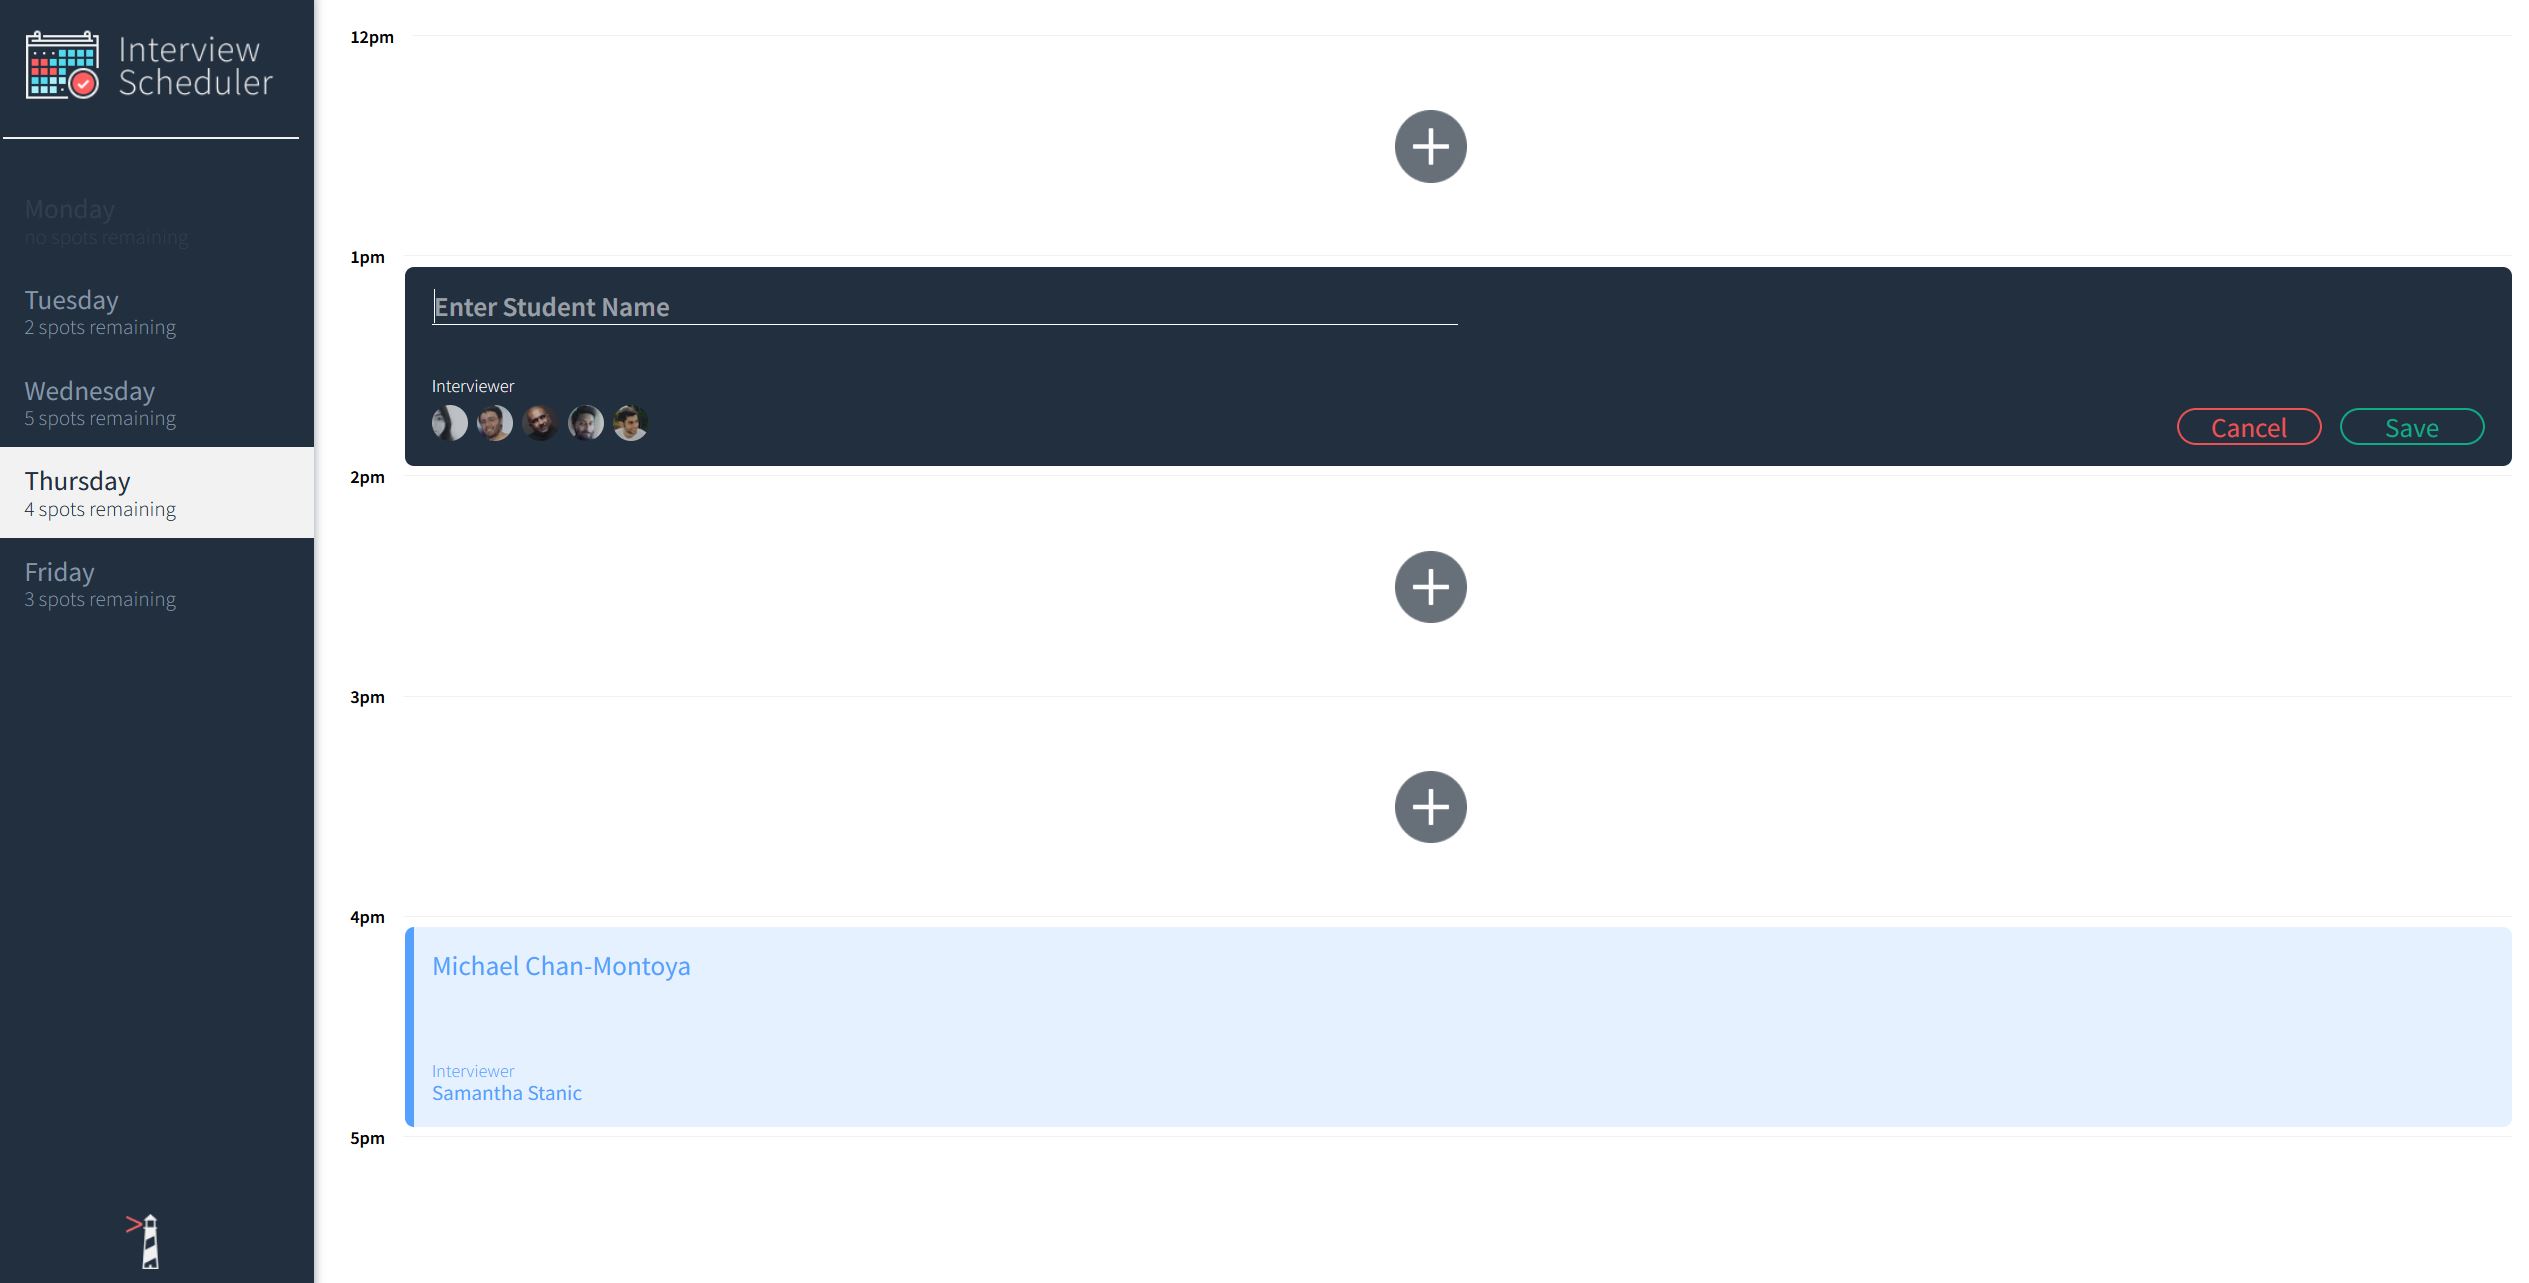 Interview
Scheduler
Monday
no spots remaining
Tuesday
2 spots remaining
Wednesday
5 spots remaining
Thursday
4 spots remaining
Friday
3 spots remaining
12pm
1pm
Enter Student Name
Interviewer
Cancel
Save
2pm
3pm
4pm
Michael Chan-Montoya
Interviewer
Samantha Stanic
5pm